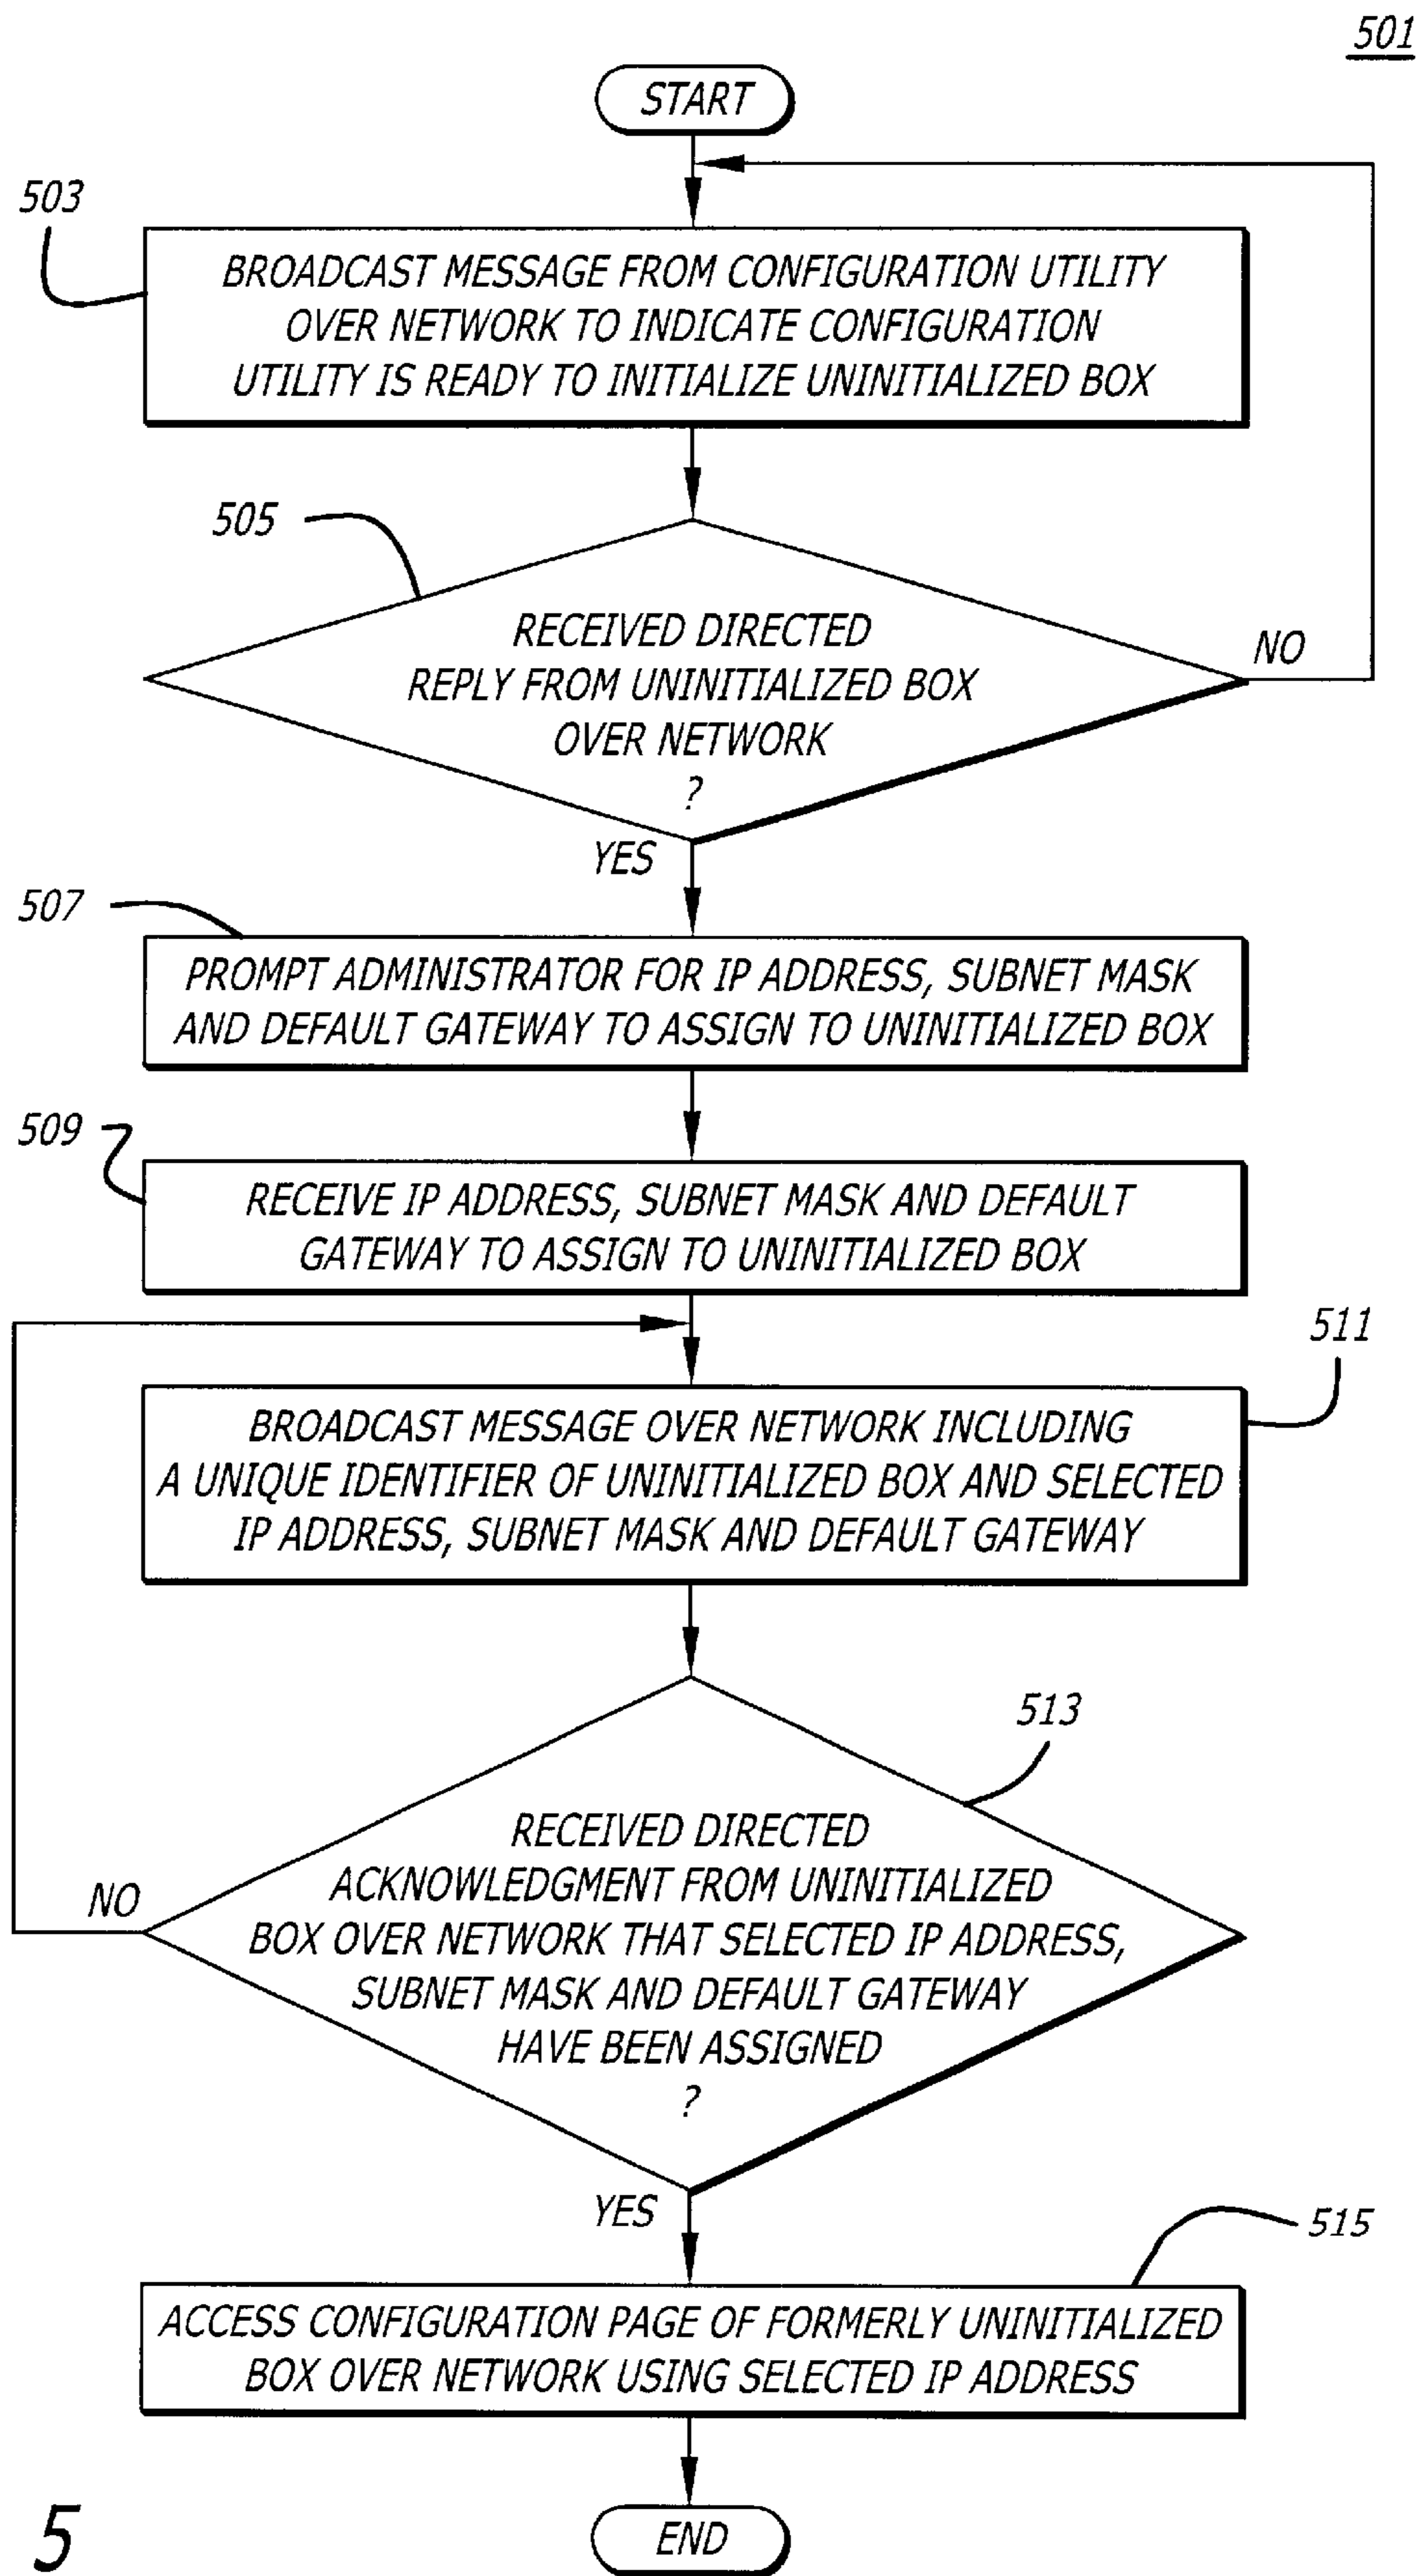 501
START
503
BROADCAST MESSAGE FROM CONFIGURATION UTILITY
OVER NETWORK TO INDICATE CONFIGURATION
UTILITY IS READY TO INITIALIZE UNINITIALIZED BOX
505
RECEIVED DIRECTED
REPLY FROM UNINITIALIZED BOX
OVER NETWORK
?
NO
YES
507
PROMPT ADMINISTRATOR FOR IP ADDRESS, SUBNET MASK
AND DEFAULT GATEWAY TO ASSIGN TO UNINITIALIZED BOX
509
RECEIVE IP ADDRESS, SUBNET MASK AND DEFAULT
GATEWAY TO ASSIGN TO UNINITIALIZED BOX
511
BROADCAST MESSAGE OVER NETWORK INCLUDING
A UNIQUE IDENTIFIER OF UNINITIALIZED BOX AND SELECTED
IP ADDRESS, SUBNET MASK AND DEFAULT GATEWAY
513
RECEIVED DIRECTED
ACKNOWLEDGMENT FROM UNINITIALIZED
BOX OVER NETWORK THAT SELECTED IP ADDRESS,
SUBNET MASK AND DEFAULT GATEWAY
HAVE BEEN ASSIGNED
?
NO
YES
515
ACCESS CONFIGURATION PAGE OF FORMERLY UNINITIALIZED
BOX OVER NETWORK USING SELECTED IP ADDRESS
END
5